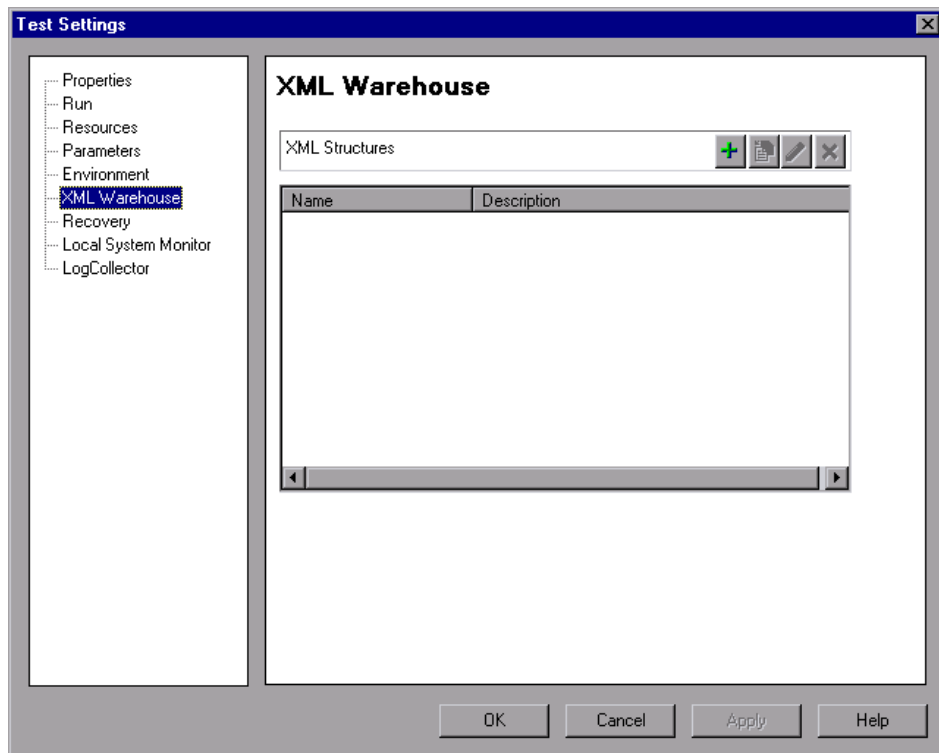 Test Settings
Properties
Run
Resources
Parameters
Environment
XML Warehouse
Recovery
Local System Monitor
LogCollector
XML Warehouse
XML Structures
Name Description
OK Cancel Apply Help